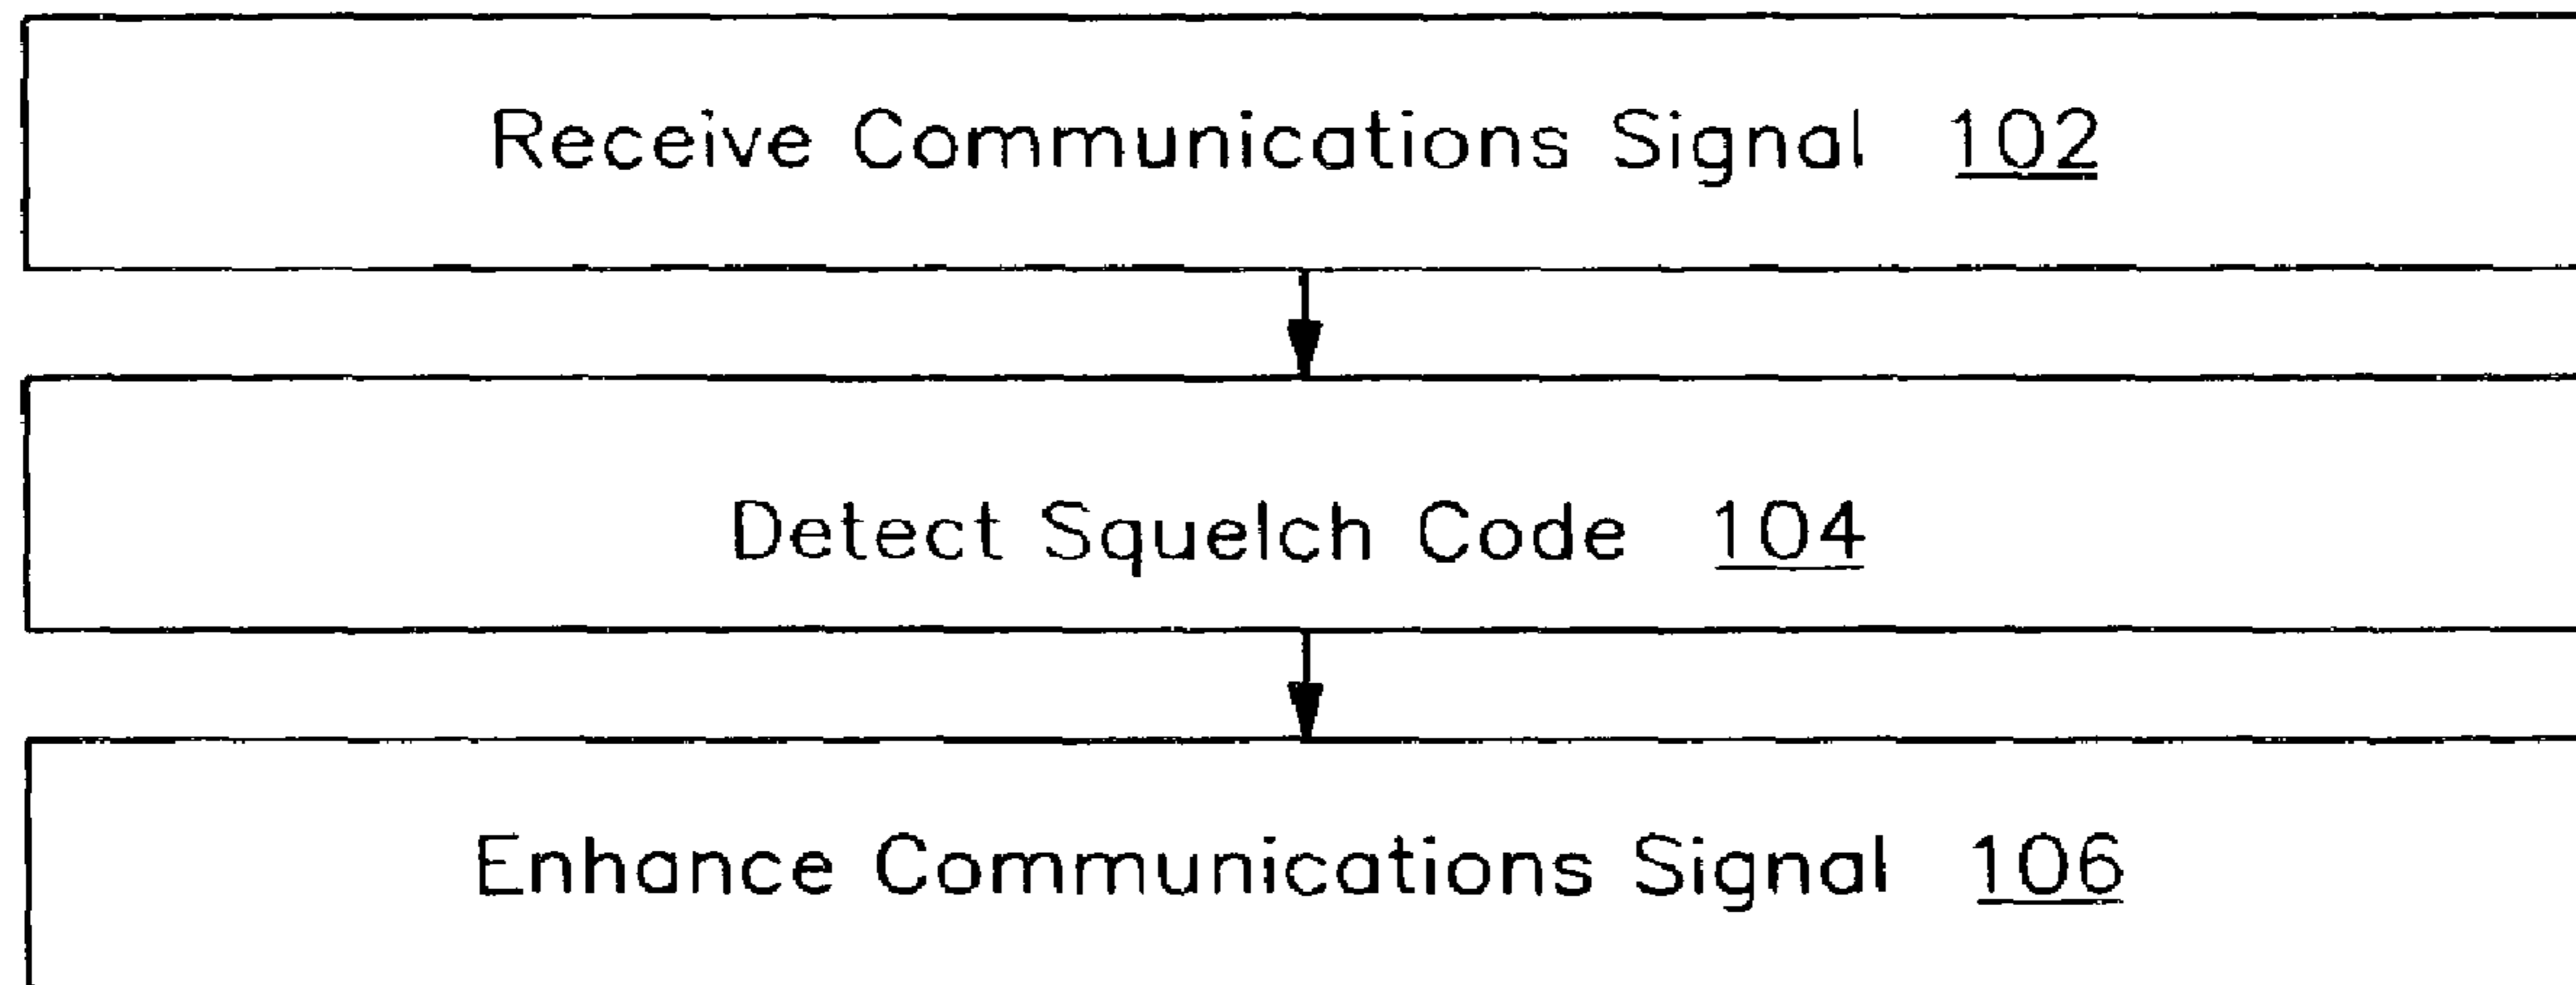 Receive Communications Signal 102
Detect Squelch Code 104
Enhance Communications Signal 106